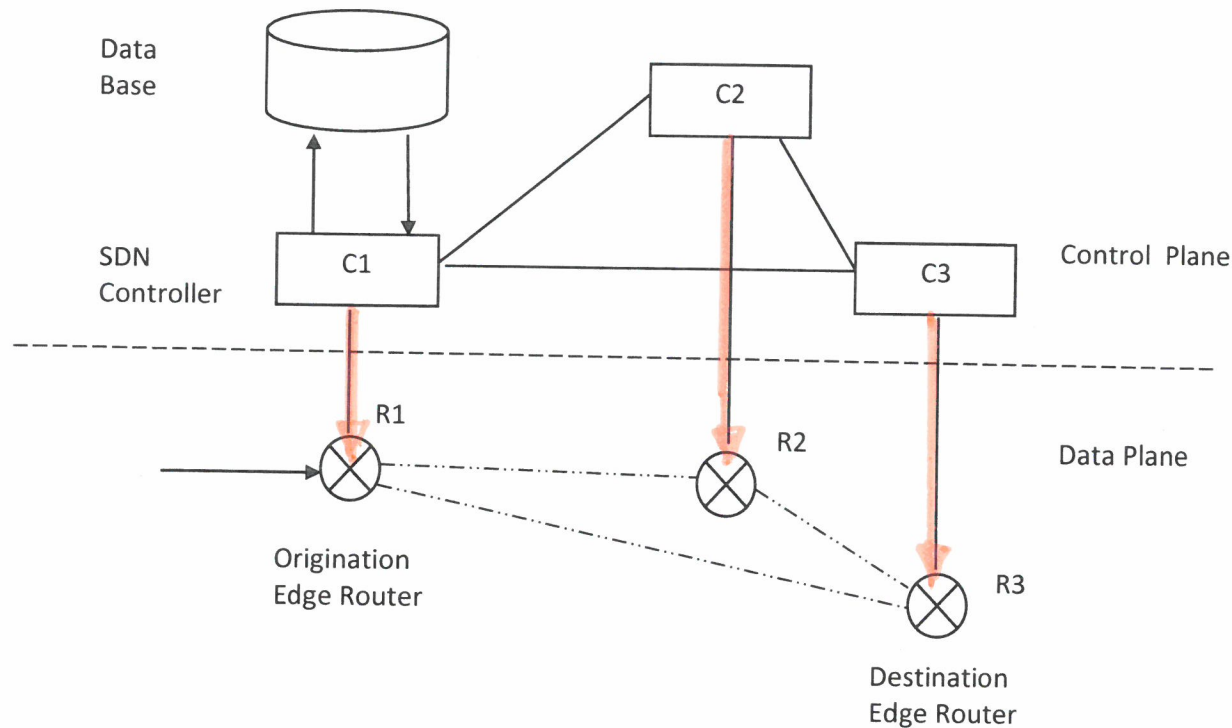 Data
Base
C2
SDN
Controller
C1
C3
Control Plane
R1
R2
Data Plane
Origination
Edge Router
R3
Destination
Edge Router